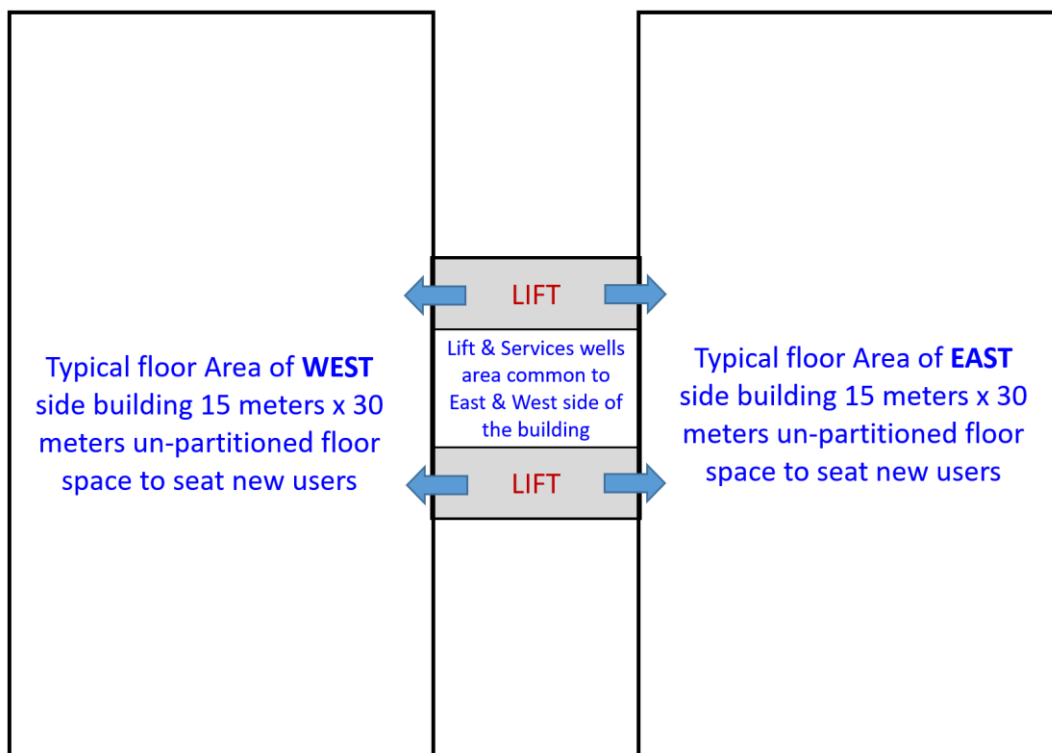 LIFT
Lift & Services wells
area common to
East & West side of
the building
LIFT
Typical floor Area of WEST
side building 15 meters x 30
meters un-partitioned floor
space to seat new users
Typical floor Area of EAST
side building 15 meters x 30
meters un-partitioned floor
space to seat new users